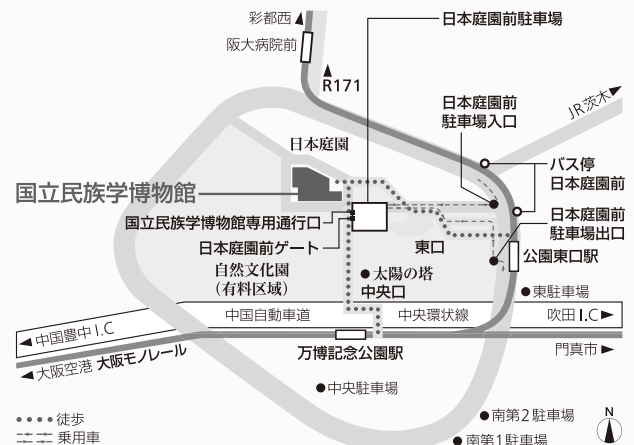 彩都西
阪大病院前
R171
日本庭園前駐車場
JR茨木
日本庭園前
駐車場入口
日本庭園
バス停
日本庭園前
国立民族学博物館
国立民族学博物館専用通行口
日本庭園前ゲート
日本庭園前
駐車場出口
東口
公園東口駅
自然文化園
(有料区域)
太陽の塔
中央口
東駐車場
中国自動車道
中央環状線
吹田I.C
中国豊中I.C
大阪空港 大阪モノレール
万博記念公園駅
門真市
中央駐車場
南第2駐車場
南第1駐車場
徒歩
乗用車
N